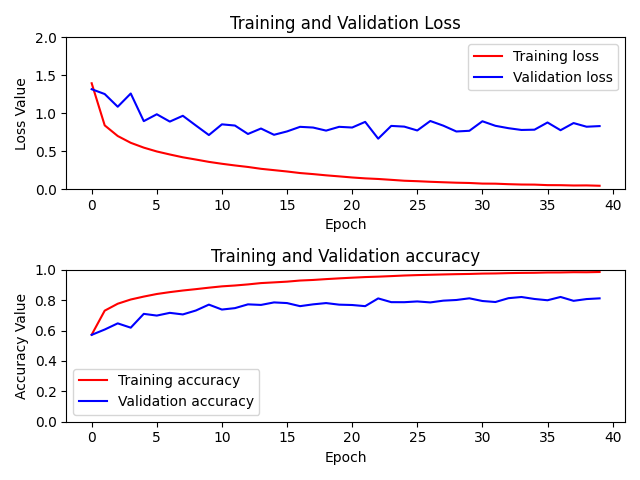 Training and Validation Loss
2.0
1.5
1.0
0.5
0.0
Loss Value
Training loss
Validation loss
0 5 10 15 20 25 30 35 40
Epoch
Training and Validation accuracy
1.0
0.8
0.6
0.4
0.2
0.0
Accuracy Value
Training accuracy
Validation accuracy
0 5 10 15 20 25 30 35 40
Epoch